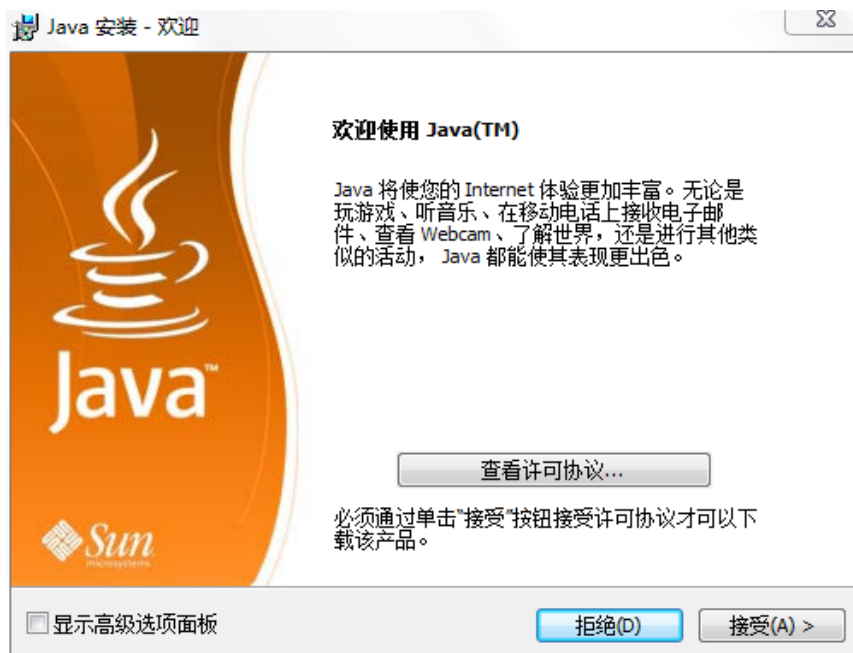 Java 安装 - 欢迎
欢迎使用 Java(TM)
Java 将使您的 Internet 体验更加丰富。无论是
玩游戏、听音乐、在移动电话上接收电子邮
件、查看 Webcam、了解世界，还是进行其他类
似的活动， Java 都能使其表现更出色。
Java™
查看许可协议...
必须通过单击"接受"按钮接受许可协议才可以下
载该产品。
Sun
microsystems
显示高级选项面板
拒绝(D)
接受(A) >